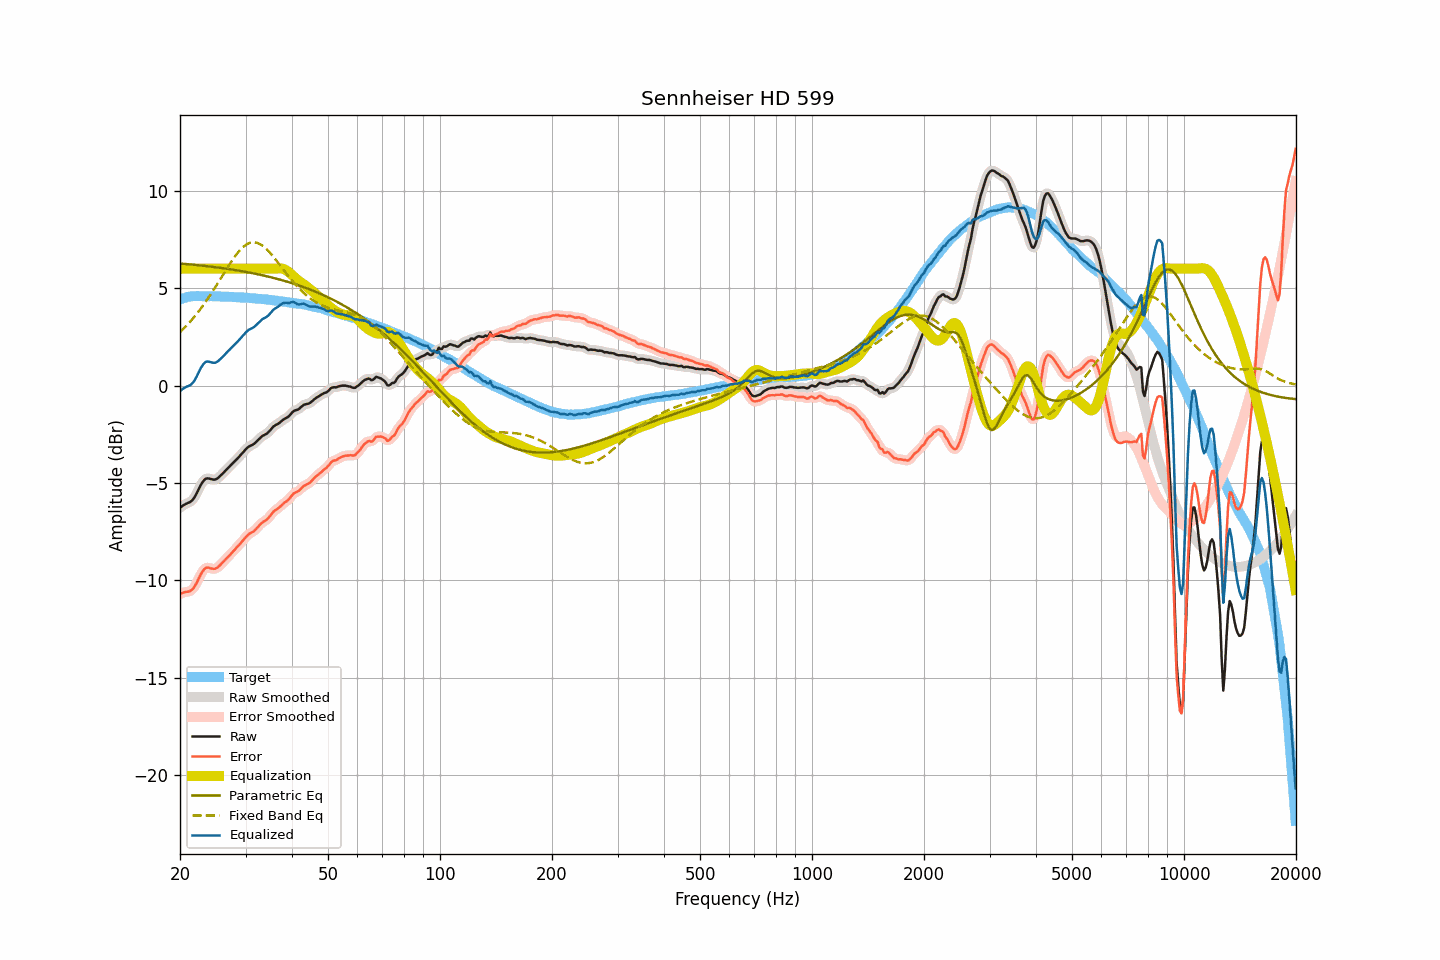 Sennheiser HD 599
Amplitude (dBr)
10
5
0
−5
−10
−15
−20
Target
Raw Smoothed
Error Smoothed
Raw
Error
Equalization
Parametric Eq
Fixed Band Eq
Equalized
20 50 100 200 500 1000 2000 5000 10000 20000
Frequency (Hz)